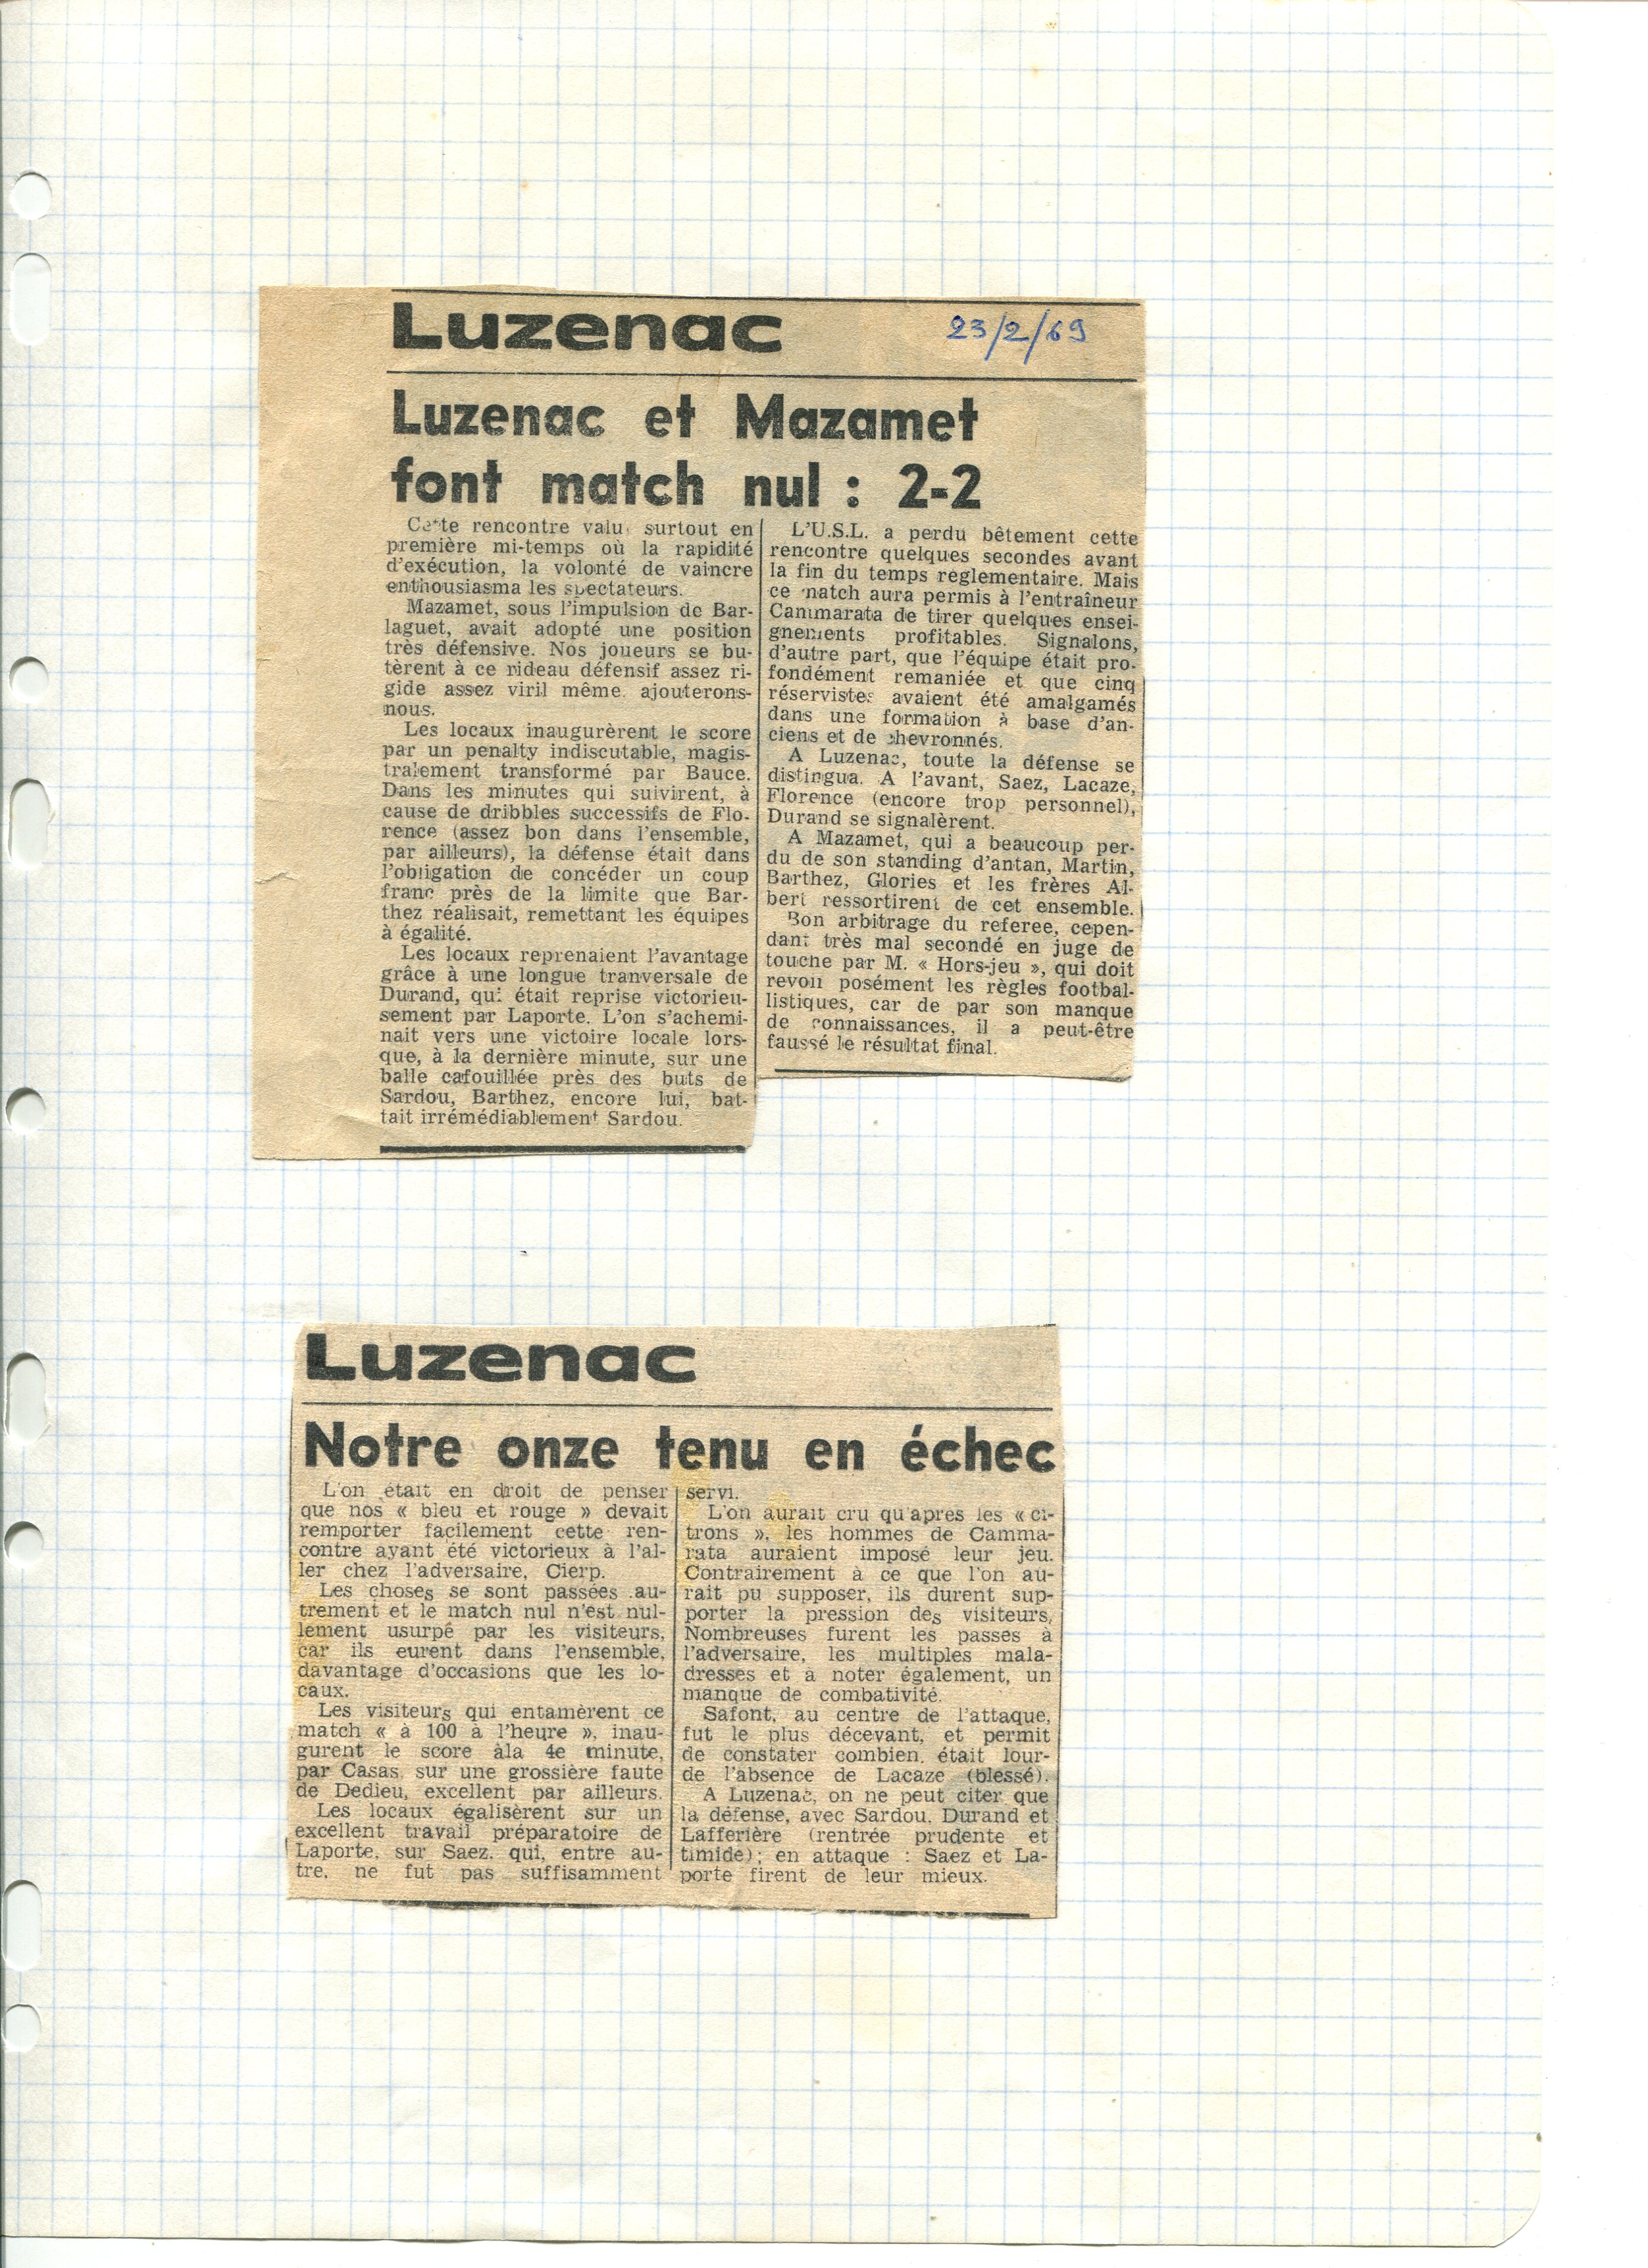 Luzenac
23/2/69
Luzenac et Mazamet
font match nul : 2-2
Cette rencontre valu surtout en
première mi-temps où la rapidité
d'exécution, la volonté de vaincre
enthousiasma les spectateurs.
Mazamet, sous l'impulsion de Bar-
laguet, avait adopté une position
très défensive. Nos joueurs se bu-
tèrent à ce rideau défensif assez ri-
gide assez viril même ajouterons-
nous.
Les locaux inaugurèrent le score
par un penalty indiscutable, magis-
tralement transformé par Bauce.
Dans les minutes qui suivirent, à
cause de dribbles successifs de Flo-
rence (assez bon dans l'ensemble,
par ailleurs), la défense était dans
l'obligation de concéder un coup
franc près de la limite que Bar-
thez réalisait, remettant les équipes
à égalité.
Les locaux reprenaient l'avantage
grâce à une longue tranversale de
Durand, qui était reprise victorieu-
sement par Laporte. L'on s'achemi-
nait vers une victoire locale lors-
que, à la dernière minute, sur une
balle cafouillée près des buts de
Sardou, Barthez, encore lui, bat-
tait irrémédiablement Sardou.
L'U.S.L. a perdu bêtement cette
rencontre quelques secondes avant
la fin du temps règlementaire. Mais
ce match aura permis à l'entraîneur
Cammarata de tirer quelques ensei-
gnements profitables. Signalons,
d'autre part, que l'équipe était pro-
fondément remaniée et que cinq
réservistes avaient été amalgamés
dans une formation à base d'an-
ciens et de chevronnés.
A Luzenac, toute la défense se
distingua. A l'avant, Saez, Lacaze,
Florence (encore trop personnel),
Durand se signalèrent.
A Mazamet, qui a beaucoup per-
du de son standing d'antan, Martin,
Barthez, Glories et les frères Al-
bert ressortirent de cet ensemble.
Bon arbitrage du referee, cepen-
dant très mal secondé en juge de
touche par M. « Hors-jeu », qui doit
revoir posément les règles footbal-
listiques, car de par son manque
de connaissances, il a peut-être
faussé le résultat final.
Luzenac
Notre onze tenu en échec
L'on était en droit de penser
que nos « bleu et rouge » devait
remporter facilement cette ren-
contre ayant été victorieux à l'al-
ler chez l'adversaire, Cierp.
Les choses se sont passées au-
trement et le match nul n'est nul-
lement usurpé par les visiteurs,
car ils eurent dans l'ensemble,
davantage d'occasions que les lo-
caux.
Les visiteurs qui entamèrent ce
match « à 100 à l'heure », inau-
gurent le score àla 4e minute,
par Casas, sur une grossière faute
de Dedieu, excellent par ailleurs.
Les locaux égalisèrent sur un
excellent travail préparatoire de
Laporte, sur Saez, qui, entre au-
tre, ne fut pas suffisamment
servi.
L'on aurait cru qu'apres les « ci-
trons », les hommes de Camma-
rata auraient imposé leur jeu.
Contrairement à ce que l'on au-
rait pu supposer, ils durent sup-
porter la pression des visiteurs,
Nombreuses furent les passes à
l'adversaire, les multiples mala-
dresses et à noter également, un
manque de combativité.
Safont, au centre de l'attaque,
fut le plus décevant, et permit
de constater combien était lour-
de l'absence de Lacaze (blessé).
A Luzenac, on ne peut citer que
la défense, avec Sardou, Durand et
Lafferière (rentrée prudente et
timide) ; en attaque : Saez et La-
porte firent de leur mieux.